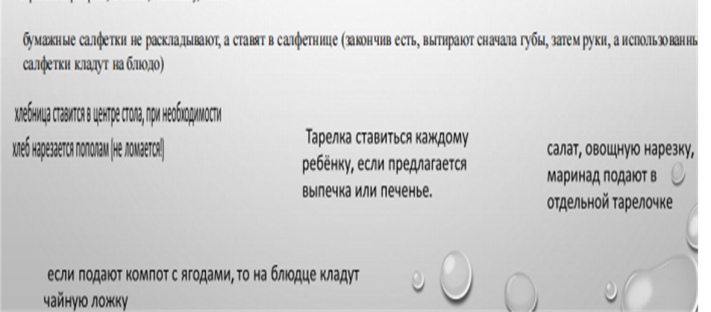 бумажные салфетки не раскладывают, а ставят в салфетнице (закончив есть, вытирают сначала губы, затем руки, а использованны
салфетки кладут на блюдо)
хлебница ставится в центре стола, при необходимости
хлеб нарезается пополам (не ломается!)
Тарелка ставиться каждому
ребёнку, если предлагается
выпечка или печенье.
салат, овощную нарезку,
маринад подают в
отдельной тарелочке
если подают компот с ягодами, то на блюдце кладут
чайную ложку